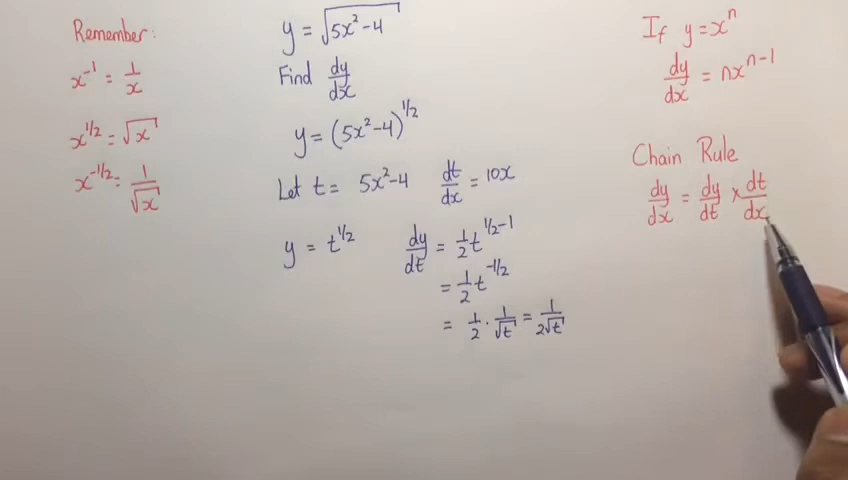 Remember:
x⁻¹ = 1/x
x^1/2 = √x
x^-1/2 = 1/√x
y = √5x²-4
Find dy/dx
y = (5x²-4)^1/2
Let t = 5x²-4   dt/dx = 10x
y = t^1/2   dy/dt = 1/2 t^1/2-1
= 1/2 t^-1/2
= 1/2 · 1/√t = 1/2√t
If y = xⁿ
dy/dx = nx^n-1
Chain Rule
dy/dx = dy/dt × dt/dx